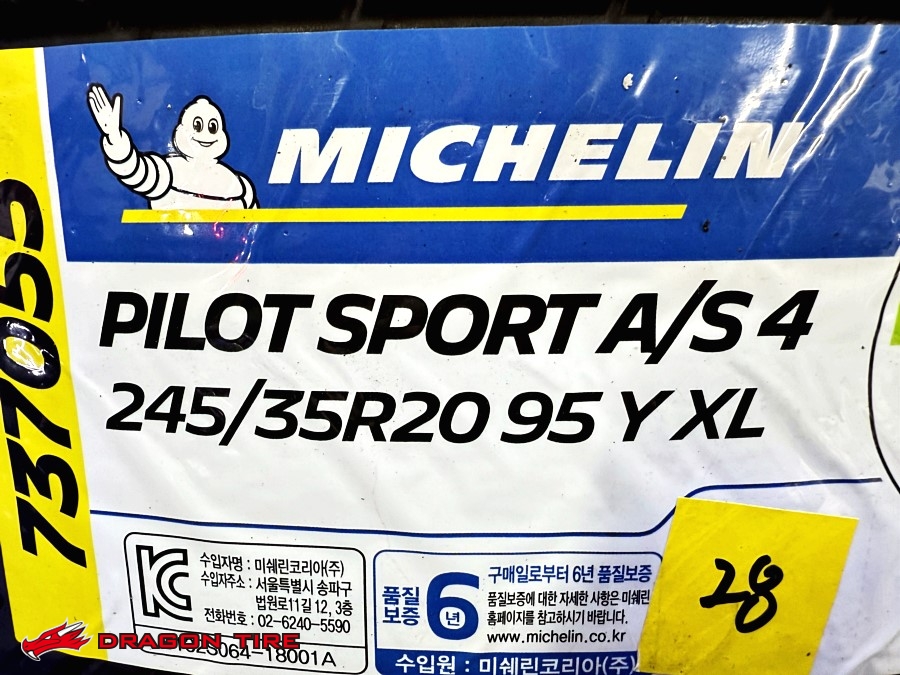 MICHELIN
PILOT SPORT A/S 4
245/35R20 95 Y XL
737055
수입자명 : 미쉐린코리아(주)
수입자주소 : 서울특별시 송파구
법원로11길 12, 3층
전화번호 : 02-6240-5590
064-18001A
품질
보증
6년
구매일로부터 6년 품질보증
품질보증에 대한 자세한 사항은 미쉐린
홈페이지를 참고하시기 바랍니다.
www.michelin.co.kr
수입원 : 미쉐린코리아(주)
28
DRAGON TIRE